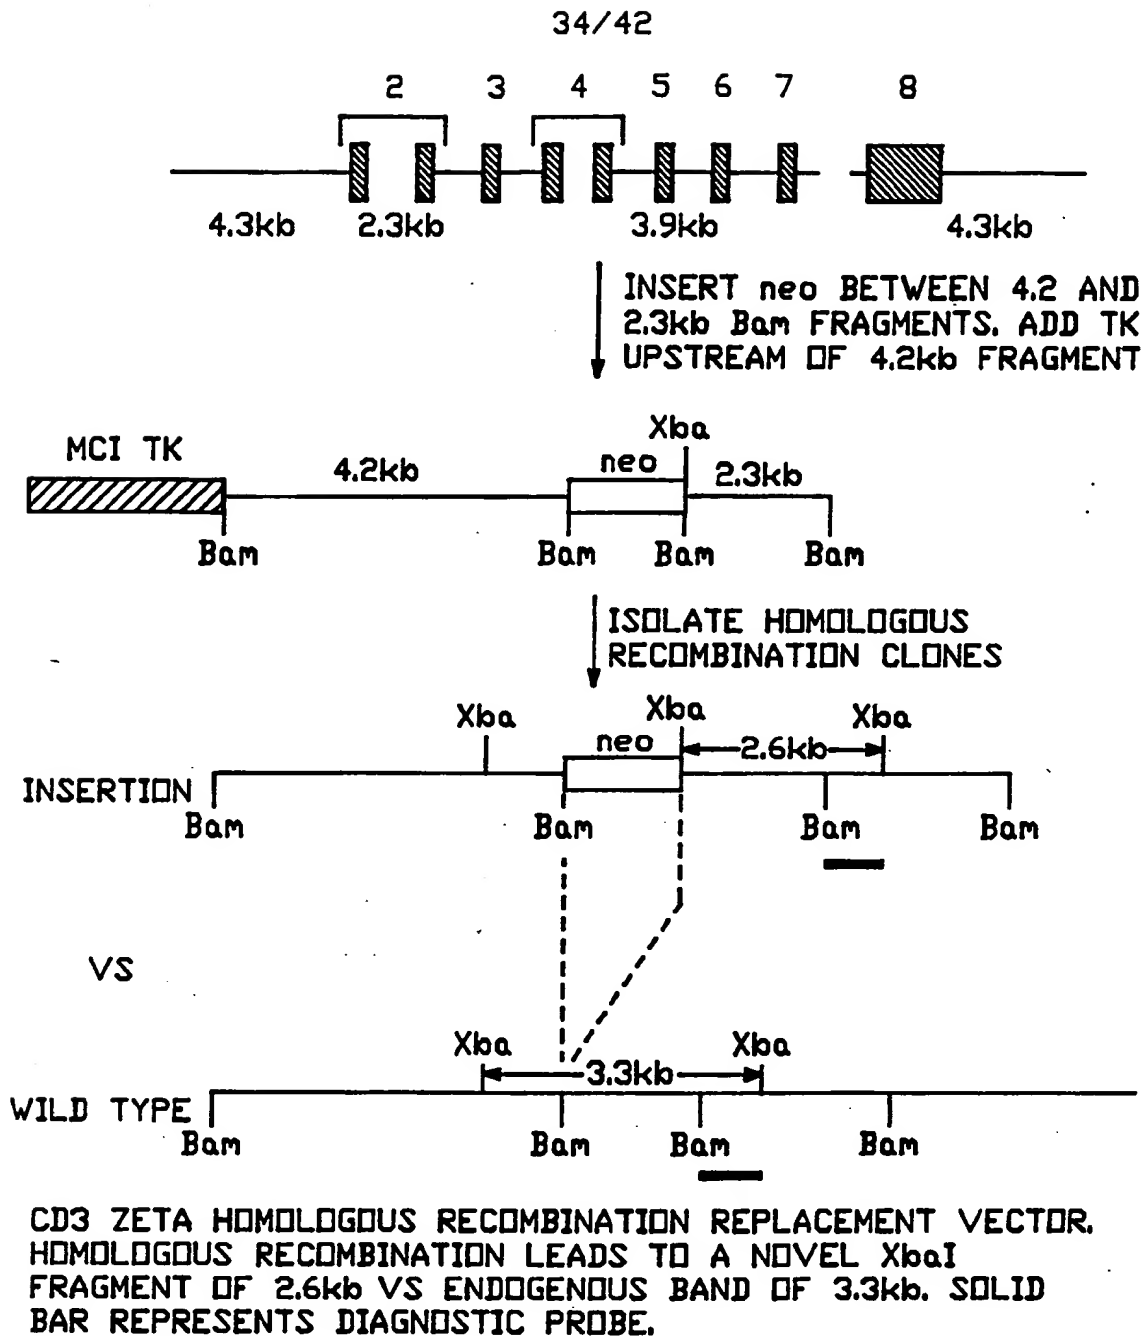 34/42
2 3 4 5 6 7 8
4.3kb 2.3kb 3.9kb 4.3kb
INSERT neo BETWEEN 4.2 AND
2.3kb Bam FRAGMENTS. ADD TK
UPSTREAM OF 4.2kb FRAGMENT
Xba
MCI TK
4.2kb neo 2.3kb
Bam Bam Bam Bam
ISOLATE HOMOLOGOUS
RECOMBINATION CLONES
Xba Xba Xba
neo 2.6kb
INSERTION
Bam Bam Bam Bam
VS
Xba Xba
3.3kb
WILD TYPE
Bam Bam Bam Bam
CD3 ZETA HOMOLOGOUS RECOMBINATION REPLACEMENT VECTOR.
HOMOLOGOUS RECOMBINATION LEADS TO A NOVEL XbaI
FRAGMENT OF 2.6kb VS ENDOGENOUS BAND OF 3.3kb. SOLID
BAR REPRESENTS DIAGNOSTIC PROBE.